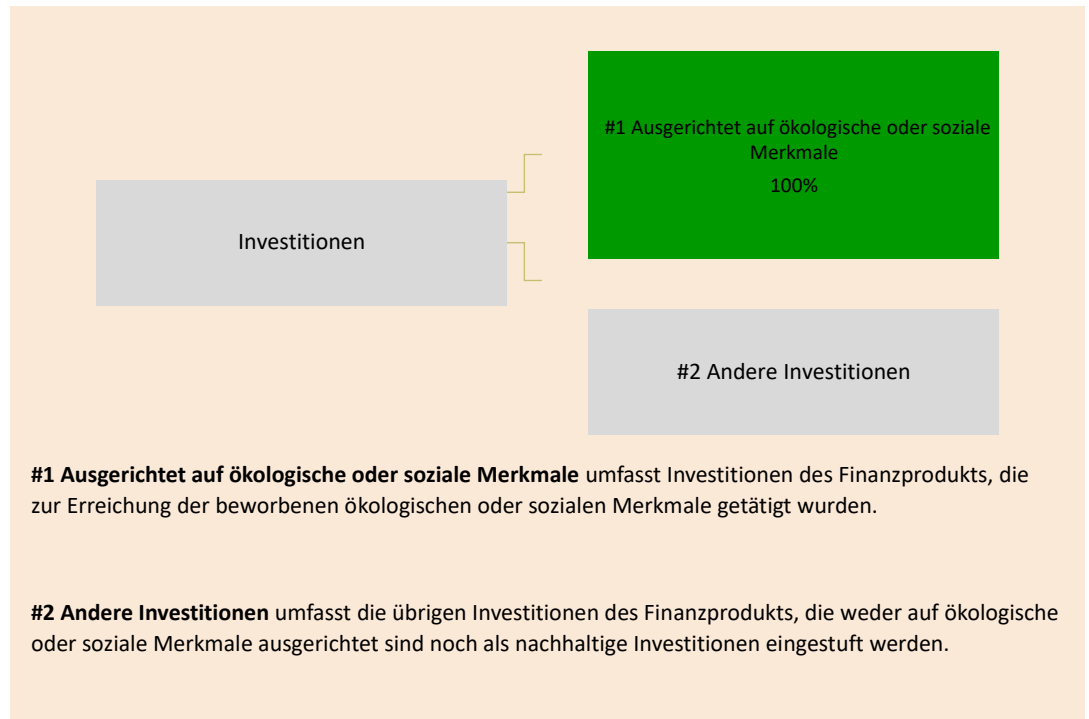 #1 Ausgerichtet auf ökologische oder soziale
Merkmale
100%
Investitionen
#2 Andere Investitionen
#1 Ausgerichtet auf ökologische oder soziale Merkmale umfasst Investitionen des Finanzprodukts, die
zur Erreichung der beworbenen ökologischen oder sozialen Merkmale getätigt wurden.
#2 Andere Investitionen umfasst die übrigen Investitionen des Finanzprodukts, die weder auf ökologische
oder soziale Merkmale ausgerichtet sind noch als nachhaltige Investitionen eingestuft werden.